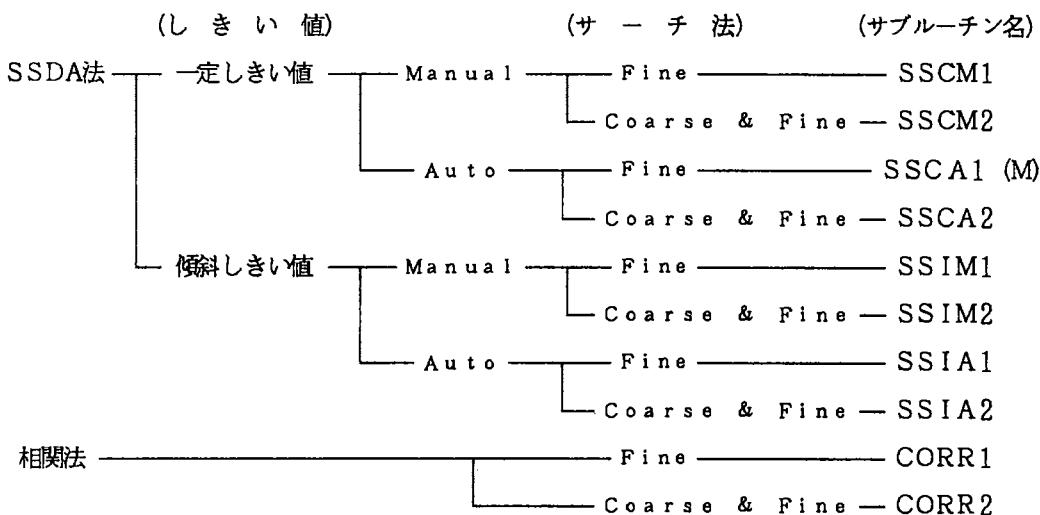 (しきい値) (サーチ法) (サブルーチン名)
SSDA法 一定しきい値 Manual Fine SSCM1
Coarse & Fine SSCM2
Auto Fine SSCA1 (M)
Coarse & Fine SSCA2
傾斜しきい値 Manual Fine SSIM1
Coarse & Fine SSIM2
Auto Fine SSIA1
Coarse & Fine SSIA2
相関法 Fine CORR1
Coarse & Fine CORR2